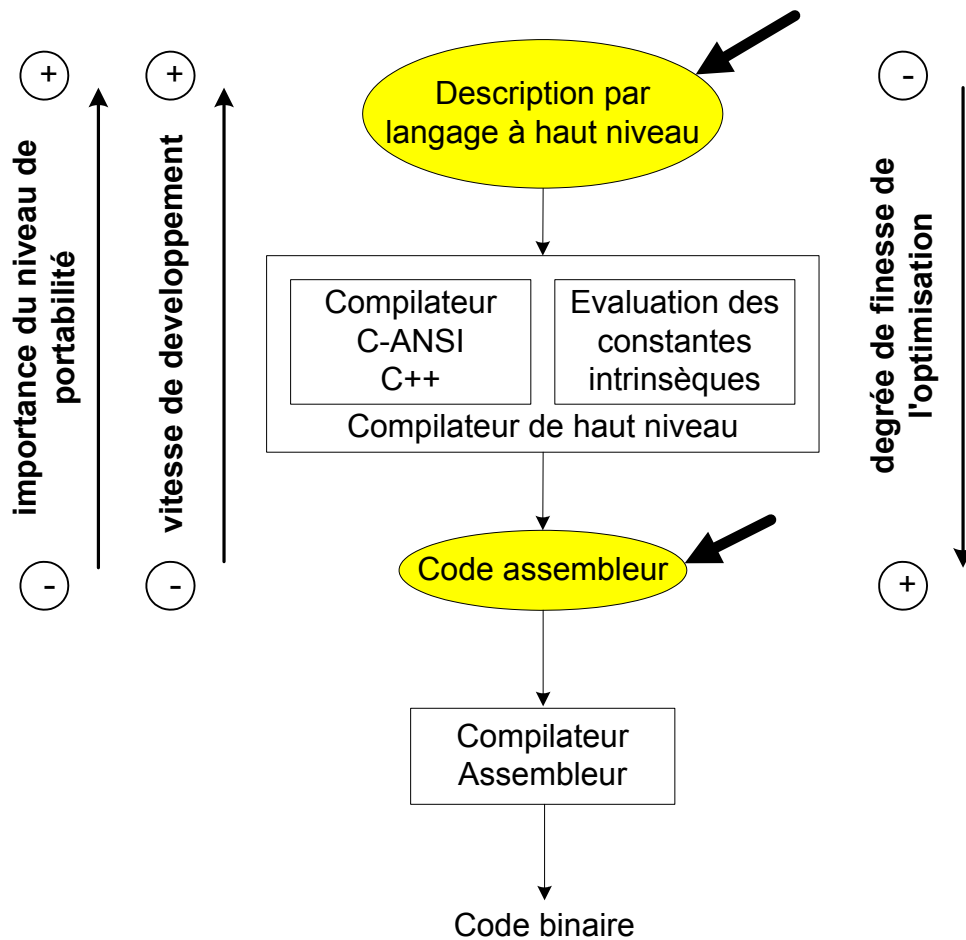 +
+
-
Description par
langage à haut niveau
importance du niveau de
portabilité
vitesse de developpement
degrée de finesse de
l'optimisation
Compilateur
C-ANSI
C++
Evaluation des
constantes
intrinsèques
Compilateur de haut niveau
Code assembleur
-
-
+
Compilateur
Assembleur
Code binaire